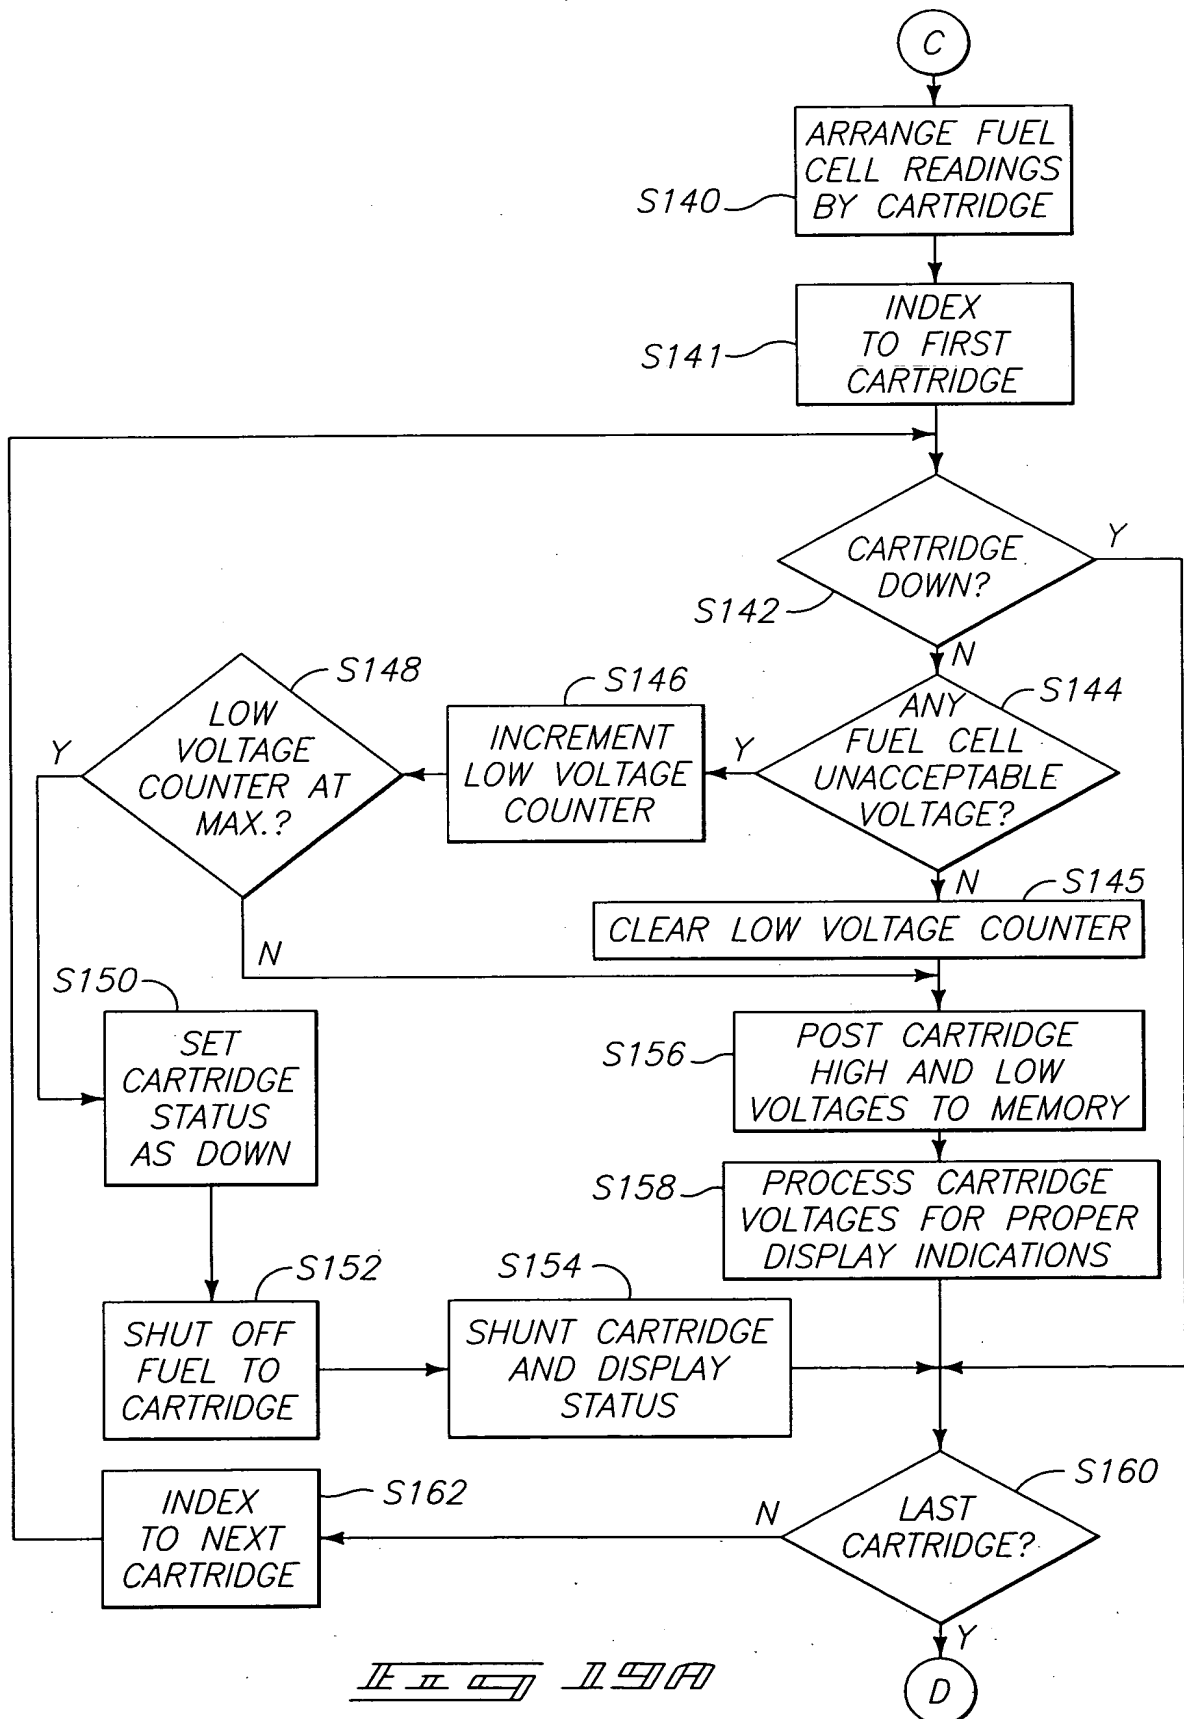 C
ARRANGE FUEL
CELL READINGS
BY CARTRIDGE
S140
INDEX
TO FIRST
CARTRIDGE
S141
CARTRIDGE
DOWN?
Y
S142
N
S144
ANY
FUEL CELL
UNACCEPTABLE
VOLTAGE?
Y
S146
INCREMENT
LOW VOLTAGE
COUNTER
S148
LOW
VOLTAGE
COUNTER AT
MAX.?
Y
N
N
S145
CLEAR LOW VOLTAGE COUNTER
S150
SET
CARTRIDGE
STATUS
AS DOWN
S156
POST CARTRIDGE
HIGH AND LOW
VOLTAGES TO MEMORY
S158
PROCESS CARTRIDGE
VOLTAGES FOR PROPER
DISPLAY INDICATIONS
S152
SHUT OFF
FUEL TO
CARTRIDGE
S154
SHUNT CARTRIDGE
AND DISPLAY
STATUS
S160
LAST
CARTRIDGE?
N
S162
INDEX
TO NEXT
CARTRIDGE
Y
D
FIG 19A